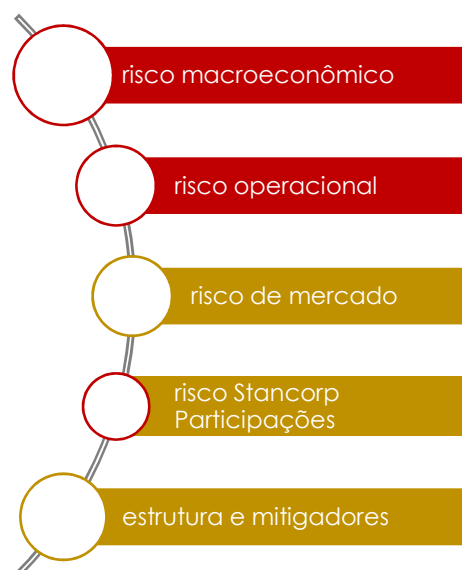 risco macroeconômico
risco operacional
risco de mercado
risco Stancorp
Participações
estrutura e mitigadores